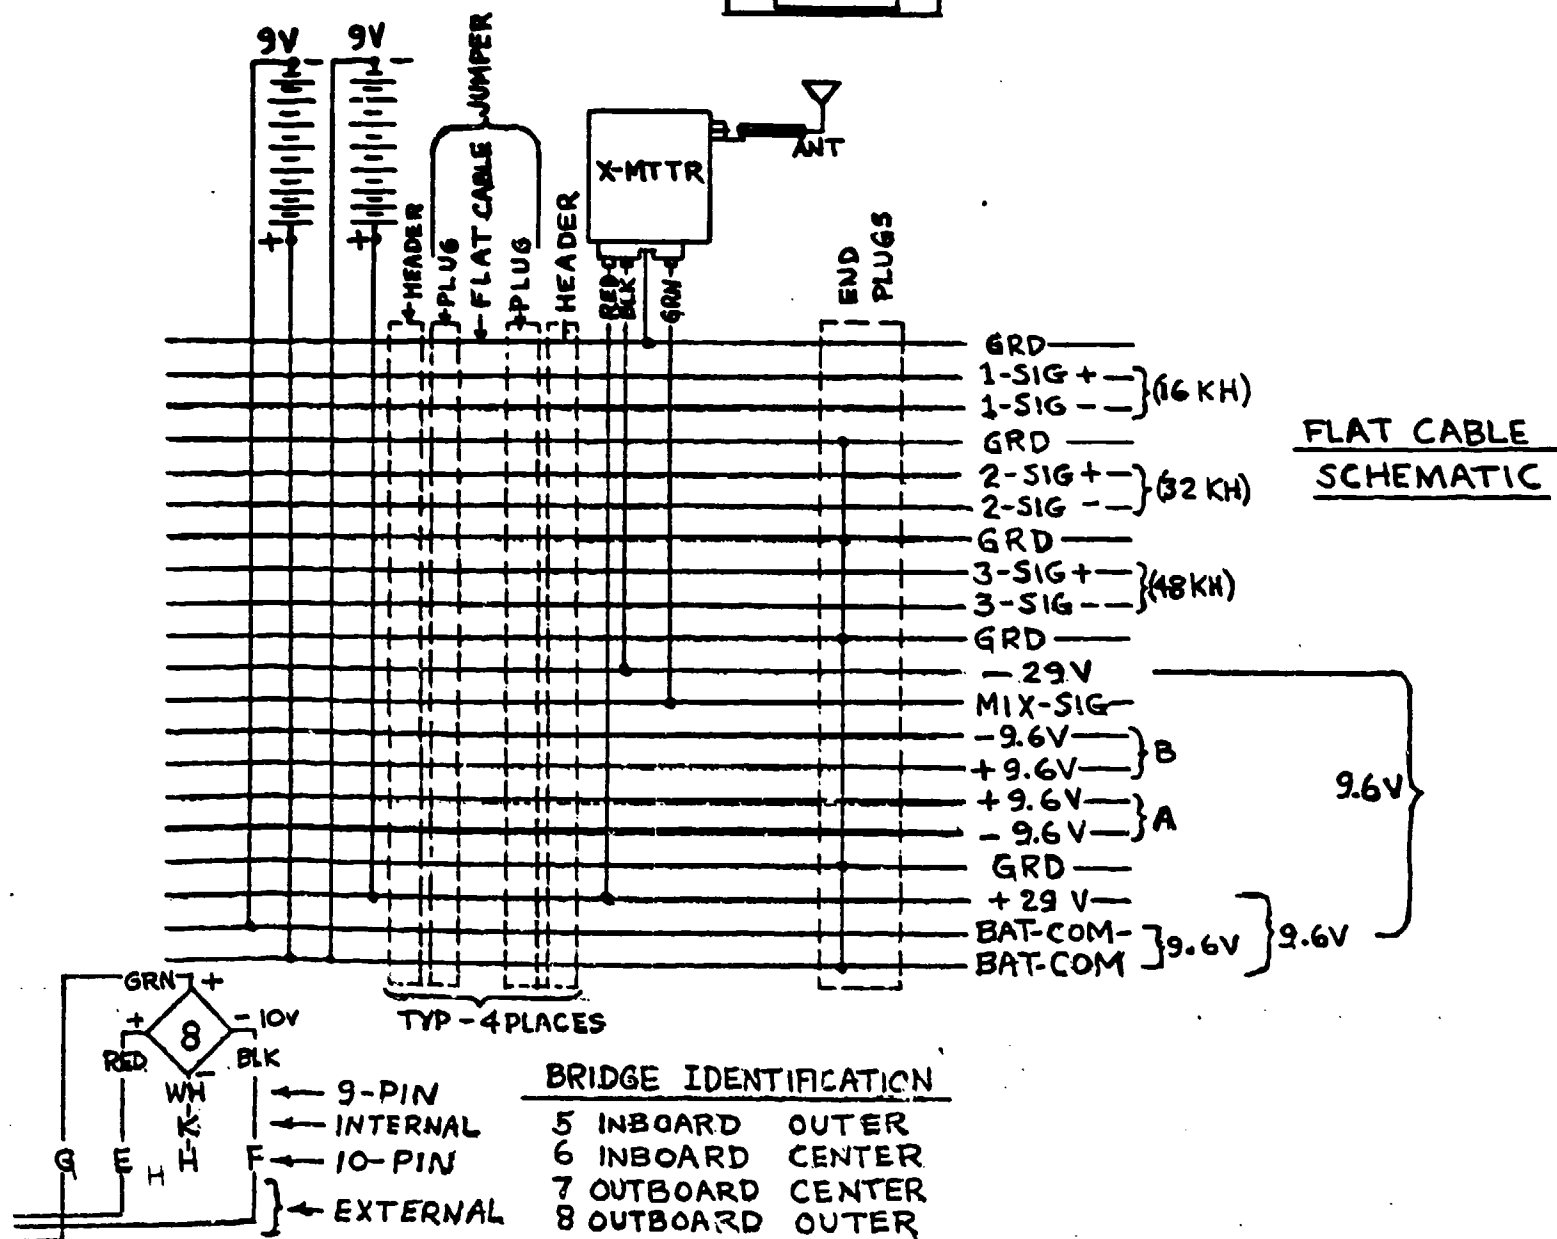 9V
9V
-
-
+
+
HEADER
PLUG
FLAT CABLE JUMPER
PLUG
HEADER
X-MTTR
ANT
RED
BLK
GRN
END
PLUGS
GRD
1-SIG +
1-SIG -
(16 KH)
GRD
2-SIG +
2-SIG -
(32 KH)
GRD
3-SIG +
3-SIG -
(48 KH)
GRD
- 29V
MIX-SIG
-9.6V
+9.6V
B
+9.6V
- 9.6V
A
GRD
+29 V
BAT-COM-
BAT-COM
9.6V
9.6V
9.6V
FLAT CABLE
SCHEMATIC
TYP - 4 PLACES
GRN +
+
8
- 10V
RED
BLK
-
WH
K
G E H H F
9-PIN
INTERNAL
10-PIN
EXTERNAL
BRIDGE IDENTIFICATION
5 INBOARD OUTER
6 INBOARD CENTER
7 OUTBOARD CENTER
8 OUTBOARD OUTER